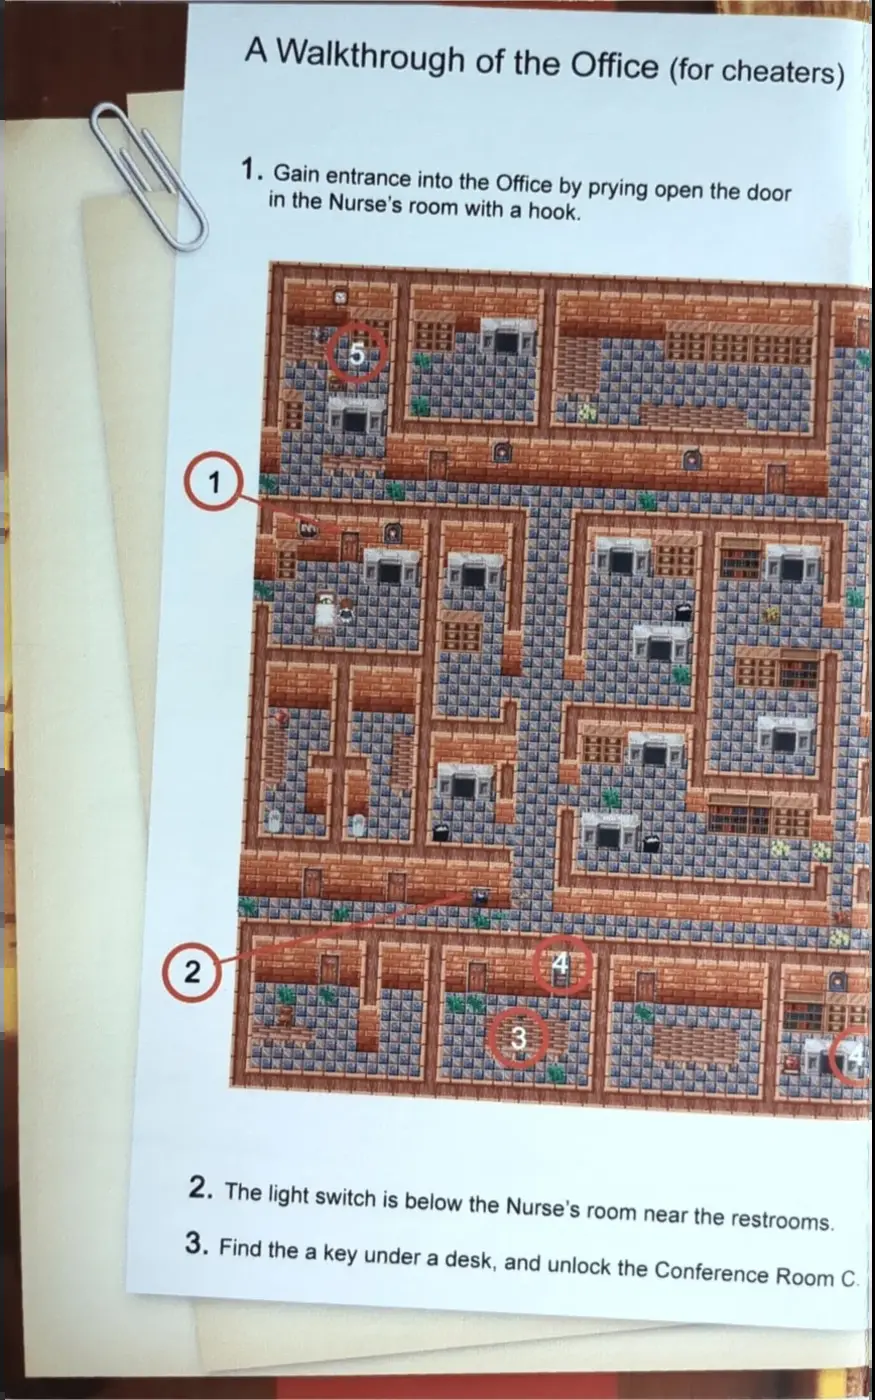 A Walkthrough of the Office (for cheaters)
1. Gain entrance into the Office by prying open the door
in the Nurse's room with a hook.
5
1
2
4
3
4
2. The light switch is below the Nurse's room near the restrooms.
3. Find the a key under a desk, and unlock the Conference Room C.